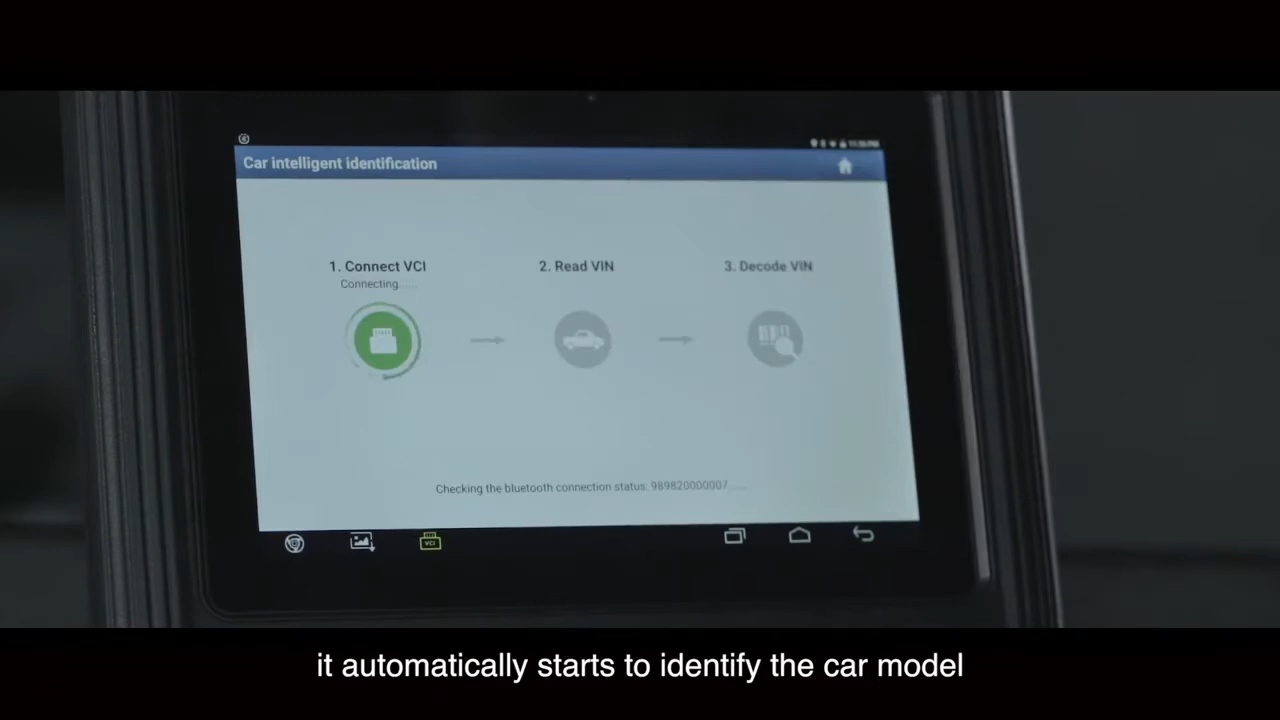 Car intelligent identification
1. Connect VCI
Connecting......
2. Read VIN
3. Decode VIN
Checking the bluetooth connection status: 989820000007......
VCI
it automatically starts to identify the car model